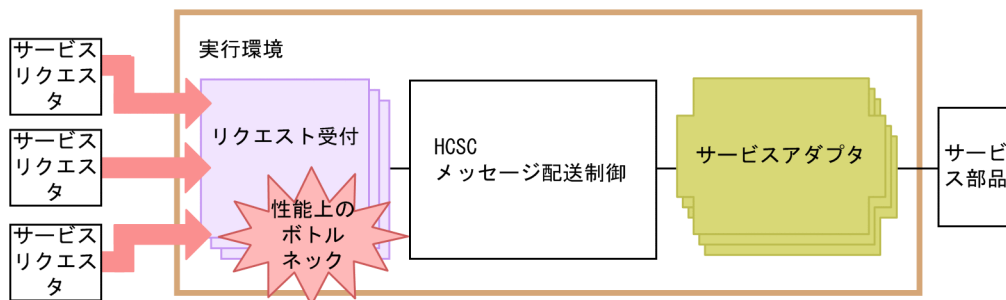 サービス
リクエス
タ
サービス
リクエス
タ
サービス
リクエス
タ
実行環境
リクエスト受付
性能上の
ボトル
ネック
HCSC
メッセージ配送制御
サービスアダプタ
サービ
ス部品